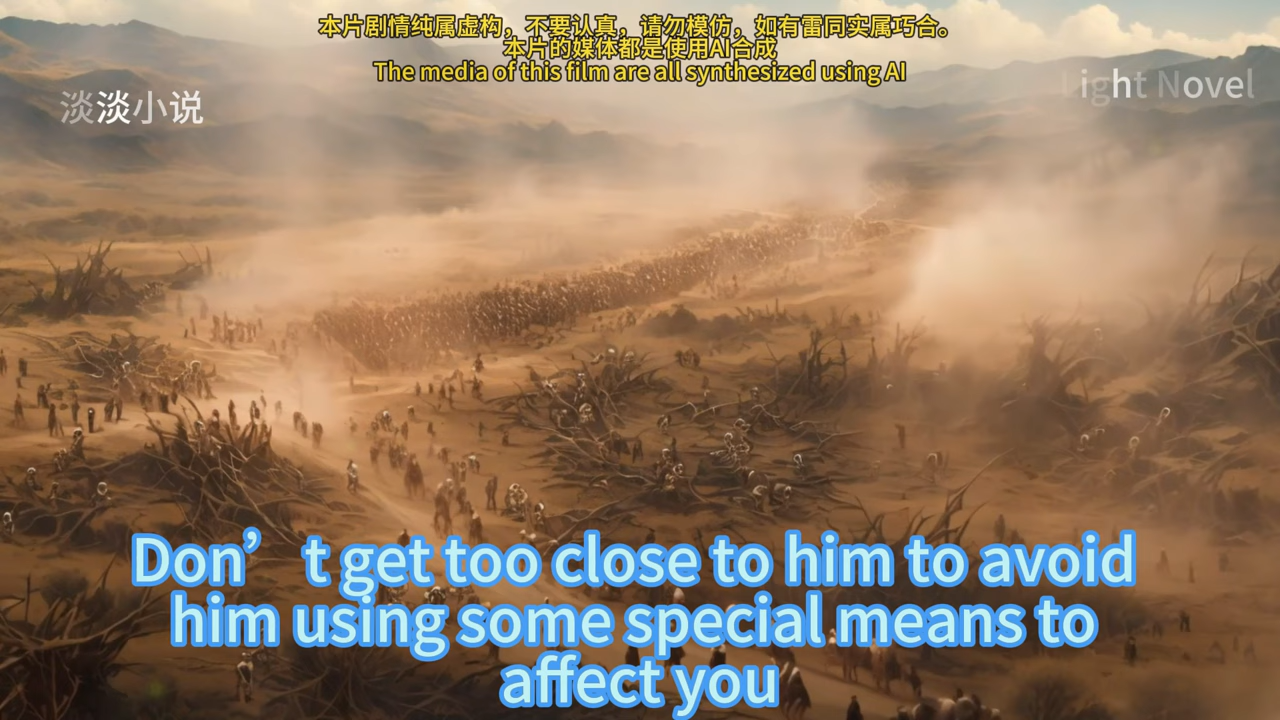 本片剧情纯属虚构，不要认真，请勿模仿，如有雷同实属巧合。
本片的媒体都是使用AI合成
The media of this film are all synthesized using AI
淡淡小说
Light Novel
Don’t get too close to him to avoid
him using some special means to
affect you